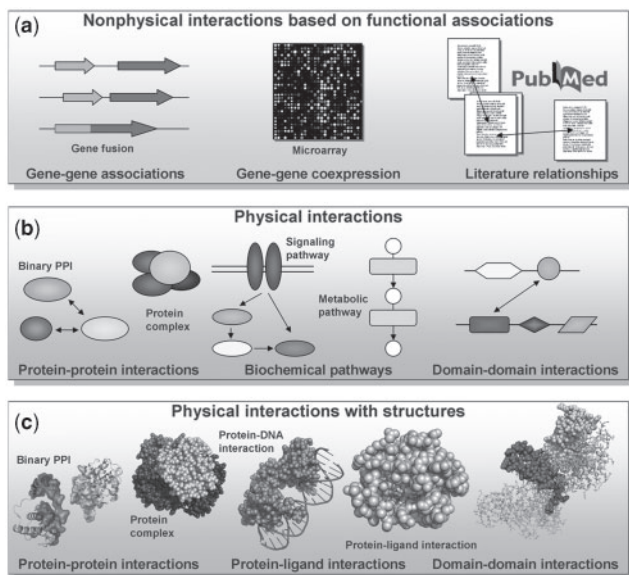 (a)
Nonphysical interactions based on functional associations
PubMed
Gene fusion
Microarray
Gene-gene associations
Gene-gene coexpression
Literature relationships
(b)
Physical interactions
Binary PPI
Protein
complex
Signaling
pathway
Metabolic
pathway
Protein-protein interactions
Biochemical pathways
Domain-domain interactions
(c)
Physical interactions with structures
Binary PPI
Protein
complex
Protein-DNA
interaction
Protein-ligand interaction
Protein-protein interactions
Protein-ligand interactions
Domain-domain interactions